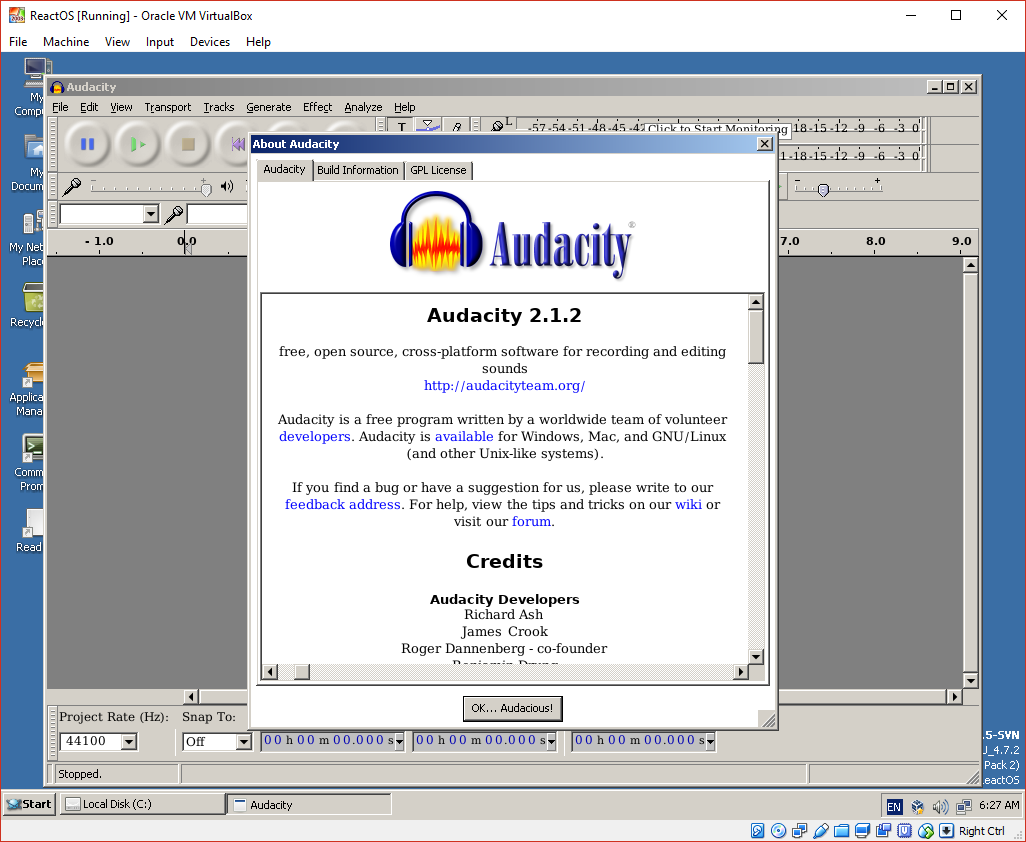 ReactOS [Running] - Oracle VM VirtualBox
File Machine View Input Devices Help
My
Audacity
File Edit View Transport Tracks Generate Effect Analyze Help
-57 -54 -51 -48 -45 -42 Click to Start Monitoring 18 -15 -12 -9 -6 -3 0
About Audacity
Audacity Build Information GPL License
1 -18 -15 -12 -9 -6 -3 0
My
- 1.0 0.0 7.0 8.0 9.0
Audacity®
My Net
Place
Audacity 2.1.2
free, open source, cross-platform software for recording and editing
sounds
http://audacityteam.org/
Audacity is a free program written by a worldwide team of volunteer
developers. Audacity is available for Windows, Mac, and GNU/Linux
(and other Unix-like systems).
If you find a bug or have a suggestion for us, please write to our
feedback address. For help, view the tips and tricks on our wiki or
visit our forum.
Credits
Audacity Developers
Richard Ash
James Crook
Roger Dannenberg - co-founder
Recycl
Applica
Mana
Comm
Prom
Read
OK... Audacious!
Project Rate (Hz): Snap To:
44100 Off 00 h 00 m 00.000 s 00 h 00 m 00.000 s 00 h 00 m 00.000 s
Stopped.
.5-SYN
_4.7.2
Pack 2)
eactOS
Start Local Disk (C:) Audacity EN 6:27 AM
Right Ctrl